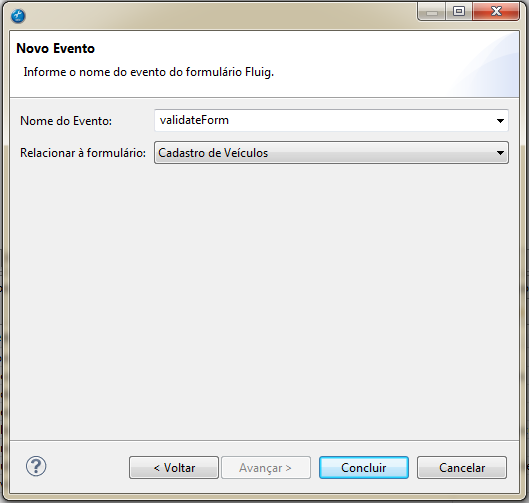 Novo Evento
Informe o nome do evento do formulário Fluig.
Nome do Evento: validateForm
Relacionar à formulário: Cadastro de Veículos
< Voltar Avançar > Concluir Cancelar